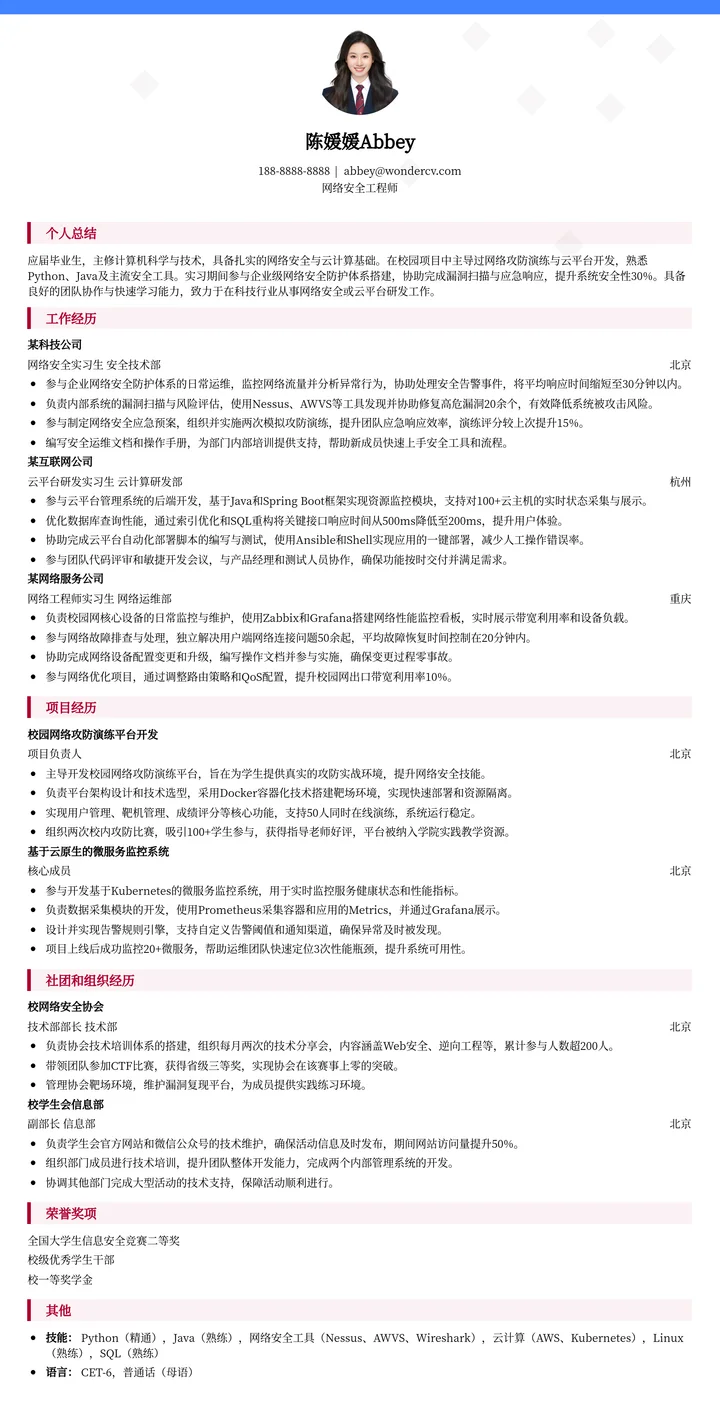 陈媛媛Abbey
188-8888-8888 | abbey@wondercv.com
网络安全工程师
个人总结
应届毕业生，主修计算机科学与技术，具备扎实的网络安全与云计算基础。在校园项目中主导过网络攻防演练与云平台开发，熟悉
Python、Java及主流安全工具。实习期间参与企业级网络安全防护体系搭建，协助完成漏洞扫描与应急响应，提升系统安全性30%。具备
良好的团队协作与快速学习能力，致力于在科技行业从事网络安全或云平台研发工作。
工作经历
某科技公司
网络安全实习生 安全技术部 北京
• 参与企业网络安全防护体系的日常运维，监控网络流量并分析异常行为，协助处理安全告警事件，将平均响应时间缩短至30分钟以内。
• 负责内部系统的漏洞扫描与风险评估，使用Nessus、AWVS等工具发现并协助修复高危漏洞20余个，有效降低系统被攻击风险。
• 参与制定网络安全应急预案，组织并实施两次模拟攻防演练，提升团队应急响应效率，演练评分较上次提升15%。
• 编写安全运维文档和操作手册，为部门内部培训提供支持，帮助新成员快速上手安全工具和流程。
某互联网公司
云平台研发实习生 云计算研发部 杭州
• 参与云平台管理系统的后端开发，基于Java和Spring Boot框架实现资源监控模块，支持对100+云主机的实时状态采集与展示。
• 优化数据库查询性能，通过索引优化和SQL重构将关键接口响应时间从500ms降低至200ms，提升用户体验。
• 协助完成云平台自动化部署脚本的编写与测试，使用Ansible和Shell实现应用的一键部署，减少人工操作错误率。
• 参与团队代码评审和敏捷开发会议，与产品经理和测试人员协作，确保功能按时交付并满足需求。
某网络服务公司
网络工程师实习生 网络运维部 重庆
• 负责校园网核心设备的日常监控与维护，使用Zabbix和Grafana搭建网络性能监控看板，实时展示带宽利用率和设备负载。
• 参与网络故障排查与处理，独立解决用户端网络连接问题50余起，平均故障恢复时间控制在20分钟内。
• 协助完成网络设备配置变更和升级，编写操作文档并参与实施，确保变更过程零事故。
• 参与网络优化项目，通过调整路由策略和QoS配置，提升校园网出口带宽利用率10%。
项目经历
校园网络攻防演练平台开发
项目负责人 北京
• 主导开发校园网络攻防演练平台，旨在为学生提供真实的攻防实战环境，提升网络安全技能。
• 负责平台架构设计和技术选型，采用Docker容器化技术搭建靶场环境，实现快速部署和资源隔离。
• 实现用户管理、靶机管理、成绩评分等核心功能，支持50人同时在线演练，系统运行稳定。
• 组织两次校内攻防比赛，吸引100+学生参与，获得指导老师好评，平台被纳入学院实践教学资源。
基于云原生的微服务监控系统
核心成员 北京
• 参与开发基于Kubernetes的微服务监控系统，用于实时监控服务健康状态和性能指标。
• 负责数据采集模块的开发，使用Prometheus采集容器和应用的Metrics，并通过Grafana展示。
• 设计并实现告警规则引擎，支持自定义告警阈值和通知渠道，确保异常及时被发现。
• 项目上线后成功监控20+微服务，帮助运维团队快速定位3次性能瓶颈，提升系统可用性。
社团和组织经历
校网络安全协会
技术部部长 技术部 北京
• 负责协会技术培训体系的搭建，组织每月两次的技术分享会，内容涵盖Web安全、逆向工程等，累计参与人数超200人。
• 带领团队参加CTF比赛，获得省级三等奖，实现协会在该赛事上零的突破。
• 管理协会靶场环境，维护漏洞复现平台，为成员提供实践练习环境。
校学生会信息部
副部长 信息部 北京
• 负责学生会官方网站和微信公众号的技术维护，确保活动信息及时发布，期间网站访问量提升50%。
• 组织部门成员进行技术培训，提升团队整体开发能力，完成两个内部管理系统的开发。
• 协调其他部门完成大型活动的技术支持，保障活动顺利进行。
荣誉奖项
全国大学生信息安全竞赛二等奖
校级优秀学生干部
校一等奖学金
其他
• 技能： Python（精通）, Java（熟练）, 网络安全工具（Nessus、AWVS、Wireshark）, 云计算（AWS、Kubernetes）, Linux
（熟练）, SQL（熟练）
• 语言： CET-6，普通话（母语）